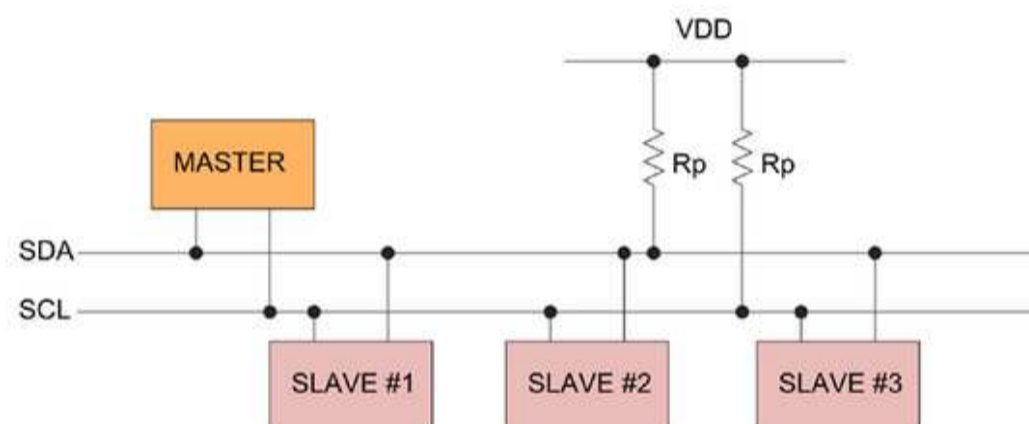 VDD
MASTER
Rp
Rp
SDA
SCL
SLAVE #1
SLAVE #2
SLAVE #3